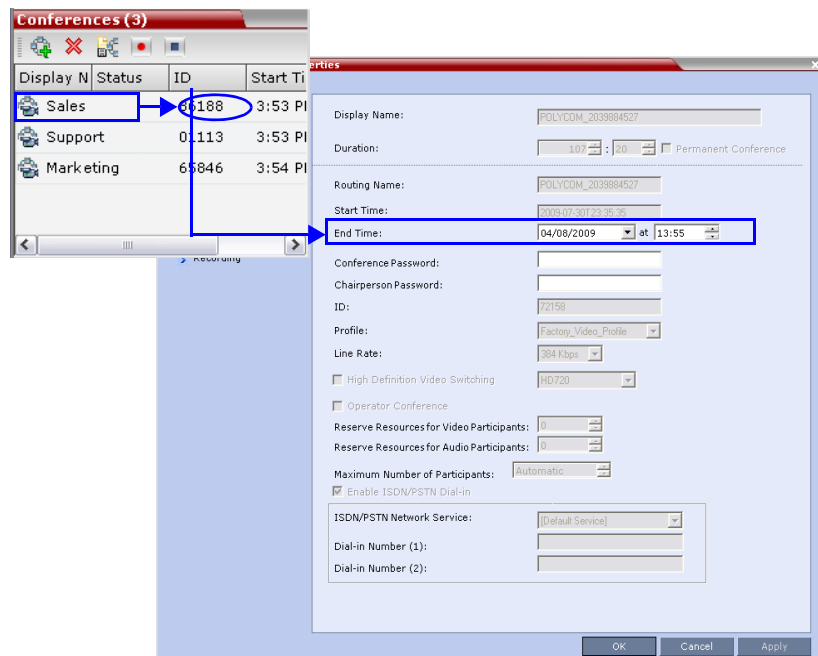 Conferences (3)
Display N Status ID Start Ti
Sales 3:53 P
Support 01113 3:53 P
Marketing 65846 3:54 P
erties
Recording
Display Name: POLYCOM_2039884527
Duration: 107 : 20 Permanent Conference
Routing Name: POLYCOM_2039884527
Start Time: 2009-07-30T23:35:35
End Time: 04/08/2009 at 13:55
Conference Password:
Chairperson Password:
ID: 72158
Profile: Factory_Video_Profile
Line Rate: 384 Kbps
High Definition Video Switching HD720
Operator Conference
Reserve Resources for Video Participants: 0
Reserve Resources for Audio Participants: 0
Maximum Number of Participants: Automatic
Enable ISDN/PSTN Dial-in
ISDN/PSTN Network Service: [Default Service]
Dial-in Number (1):
Dial-in Number (2):
OK Cancel Apply